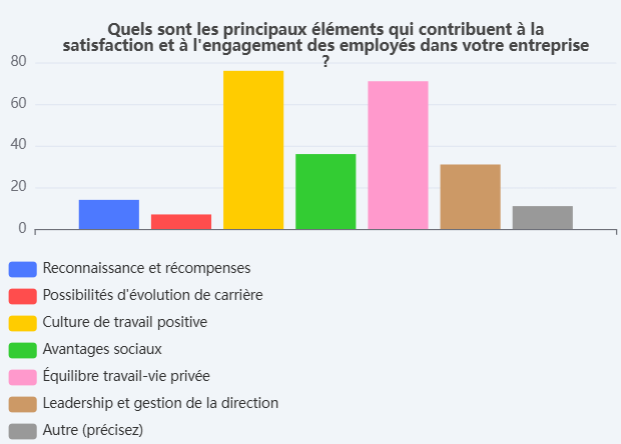 Quels sont les principaux éléments qui contribuent à la
satisfaction et à l'engagement des employés dans votre entreprise
?
80
60
40
20
0
Reconnaissance et récompenses
Possibilités d'évolution de carrière
Culture de travail positive
Avantages sociaux
Équilibre travail-vie privée
Leadership et gestion de la direction
Autre (précisez)